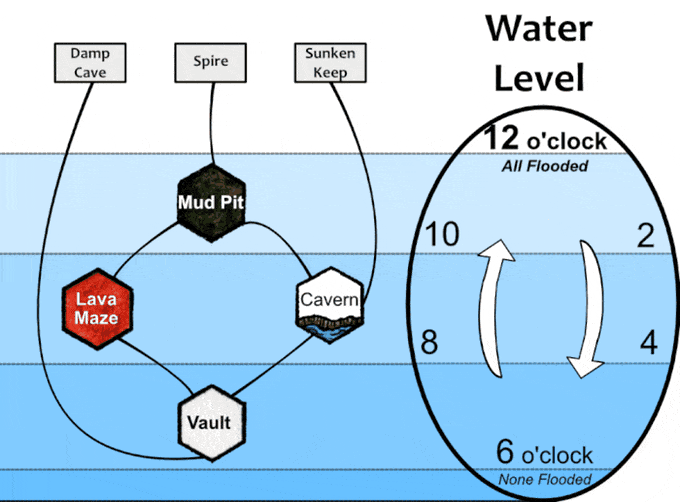 Damp
Cave
Spire
Sunken
Keep
Water
Level
12 o'clock
All Flooded
Mud Pit
10
2
Lava
Maze
Cavern
8
4
Vault
6 o'clock
None Flooded